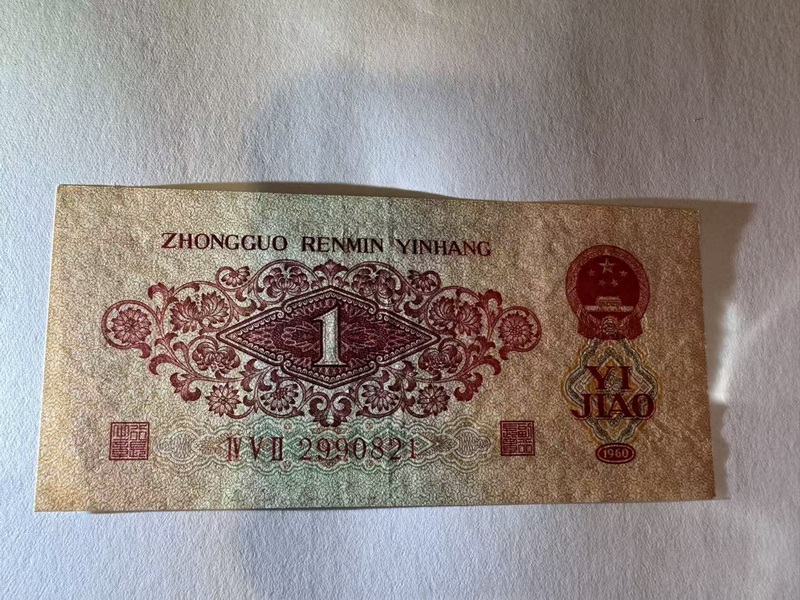 ZHONGGUO RENMIN YINHANG
1
YI
JIAO
IV V II 2990821
1960